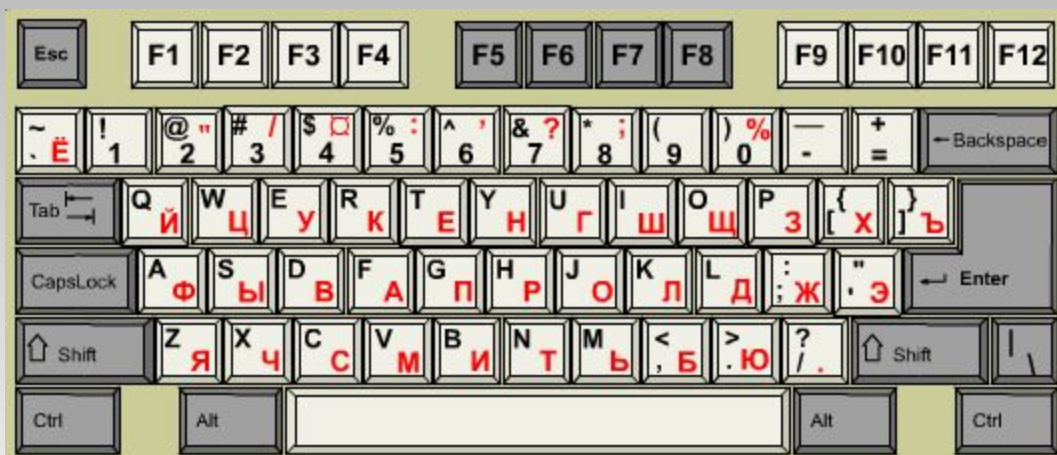 Esc F1 F2 F3 F4 F5 F6 F7 F8 F9 F10 F11 F12
~ ` Ё ! 1 @ " 2 # / 3 $ ¤ 4 % : 5 ^ ' 6 & ? 7 * ; 8 ( 9 ) % 0 — - + = ←Backspace
Tab Q Й W Ц E У R К T Е Y Н U Г I Ш O Щ P З { [ Х } ] Ъ
CapsLock A Ф S Ы D В F А G П H Р J О K Л L Д : ; Ж " ' Э ↵ Enter
⇧ Shift Z Я X Ч C С V М B И N Т M Ь < , Б > . Ю ? / . ⇧ Shift | \
Ctrl Alt Alt Ctrl